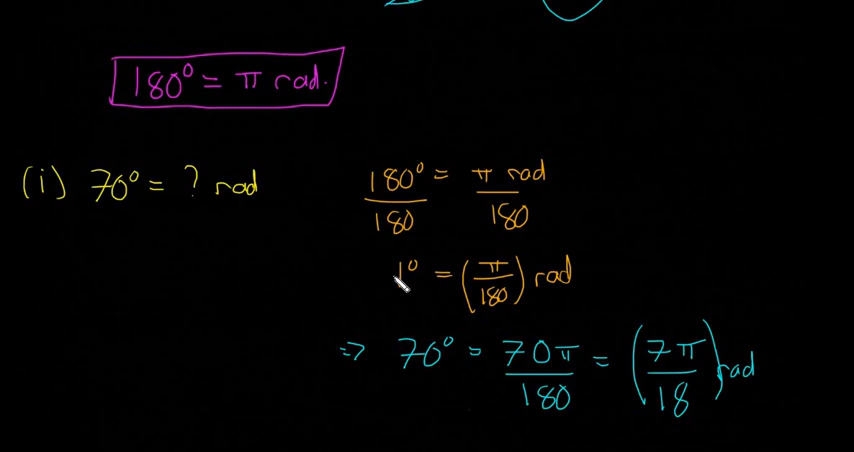 180° = π rad.
(i) 70° = ? rad
180°/180 = π rad/180
1° = (π/180) rad
⇒ 70° = 70π/180 = (7π/18) rad